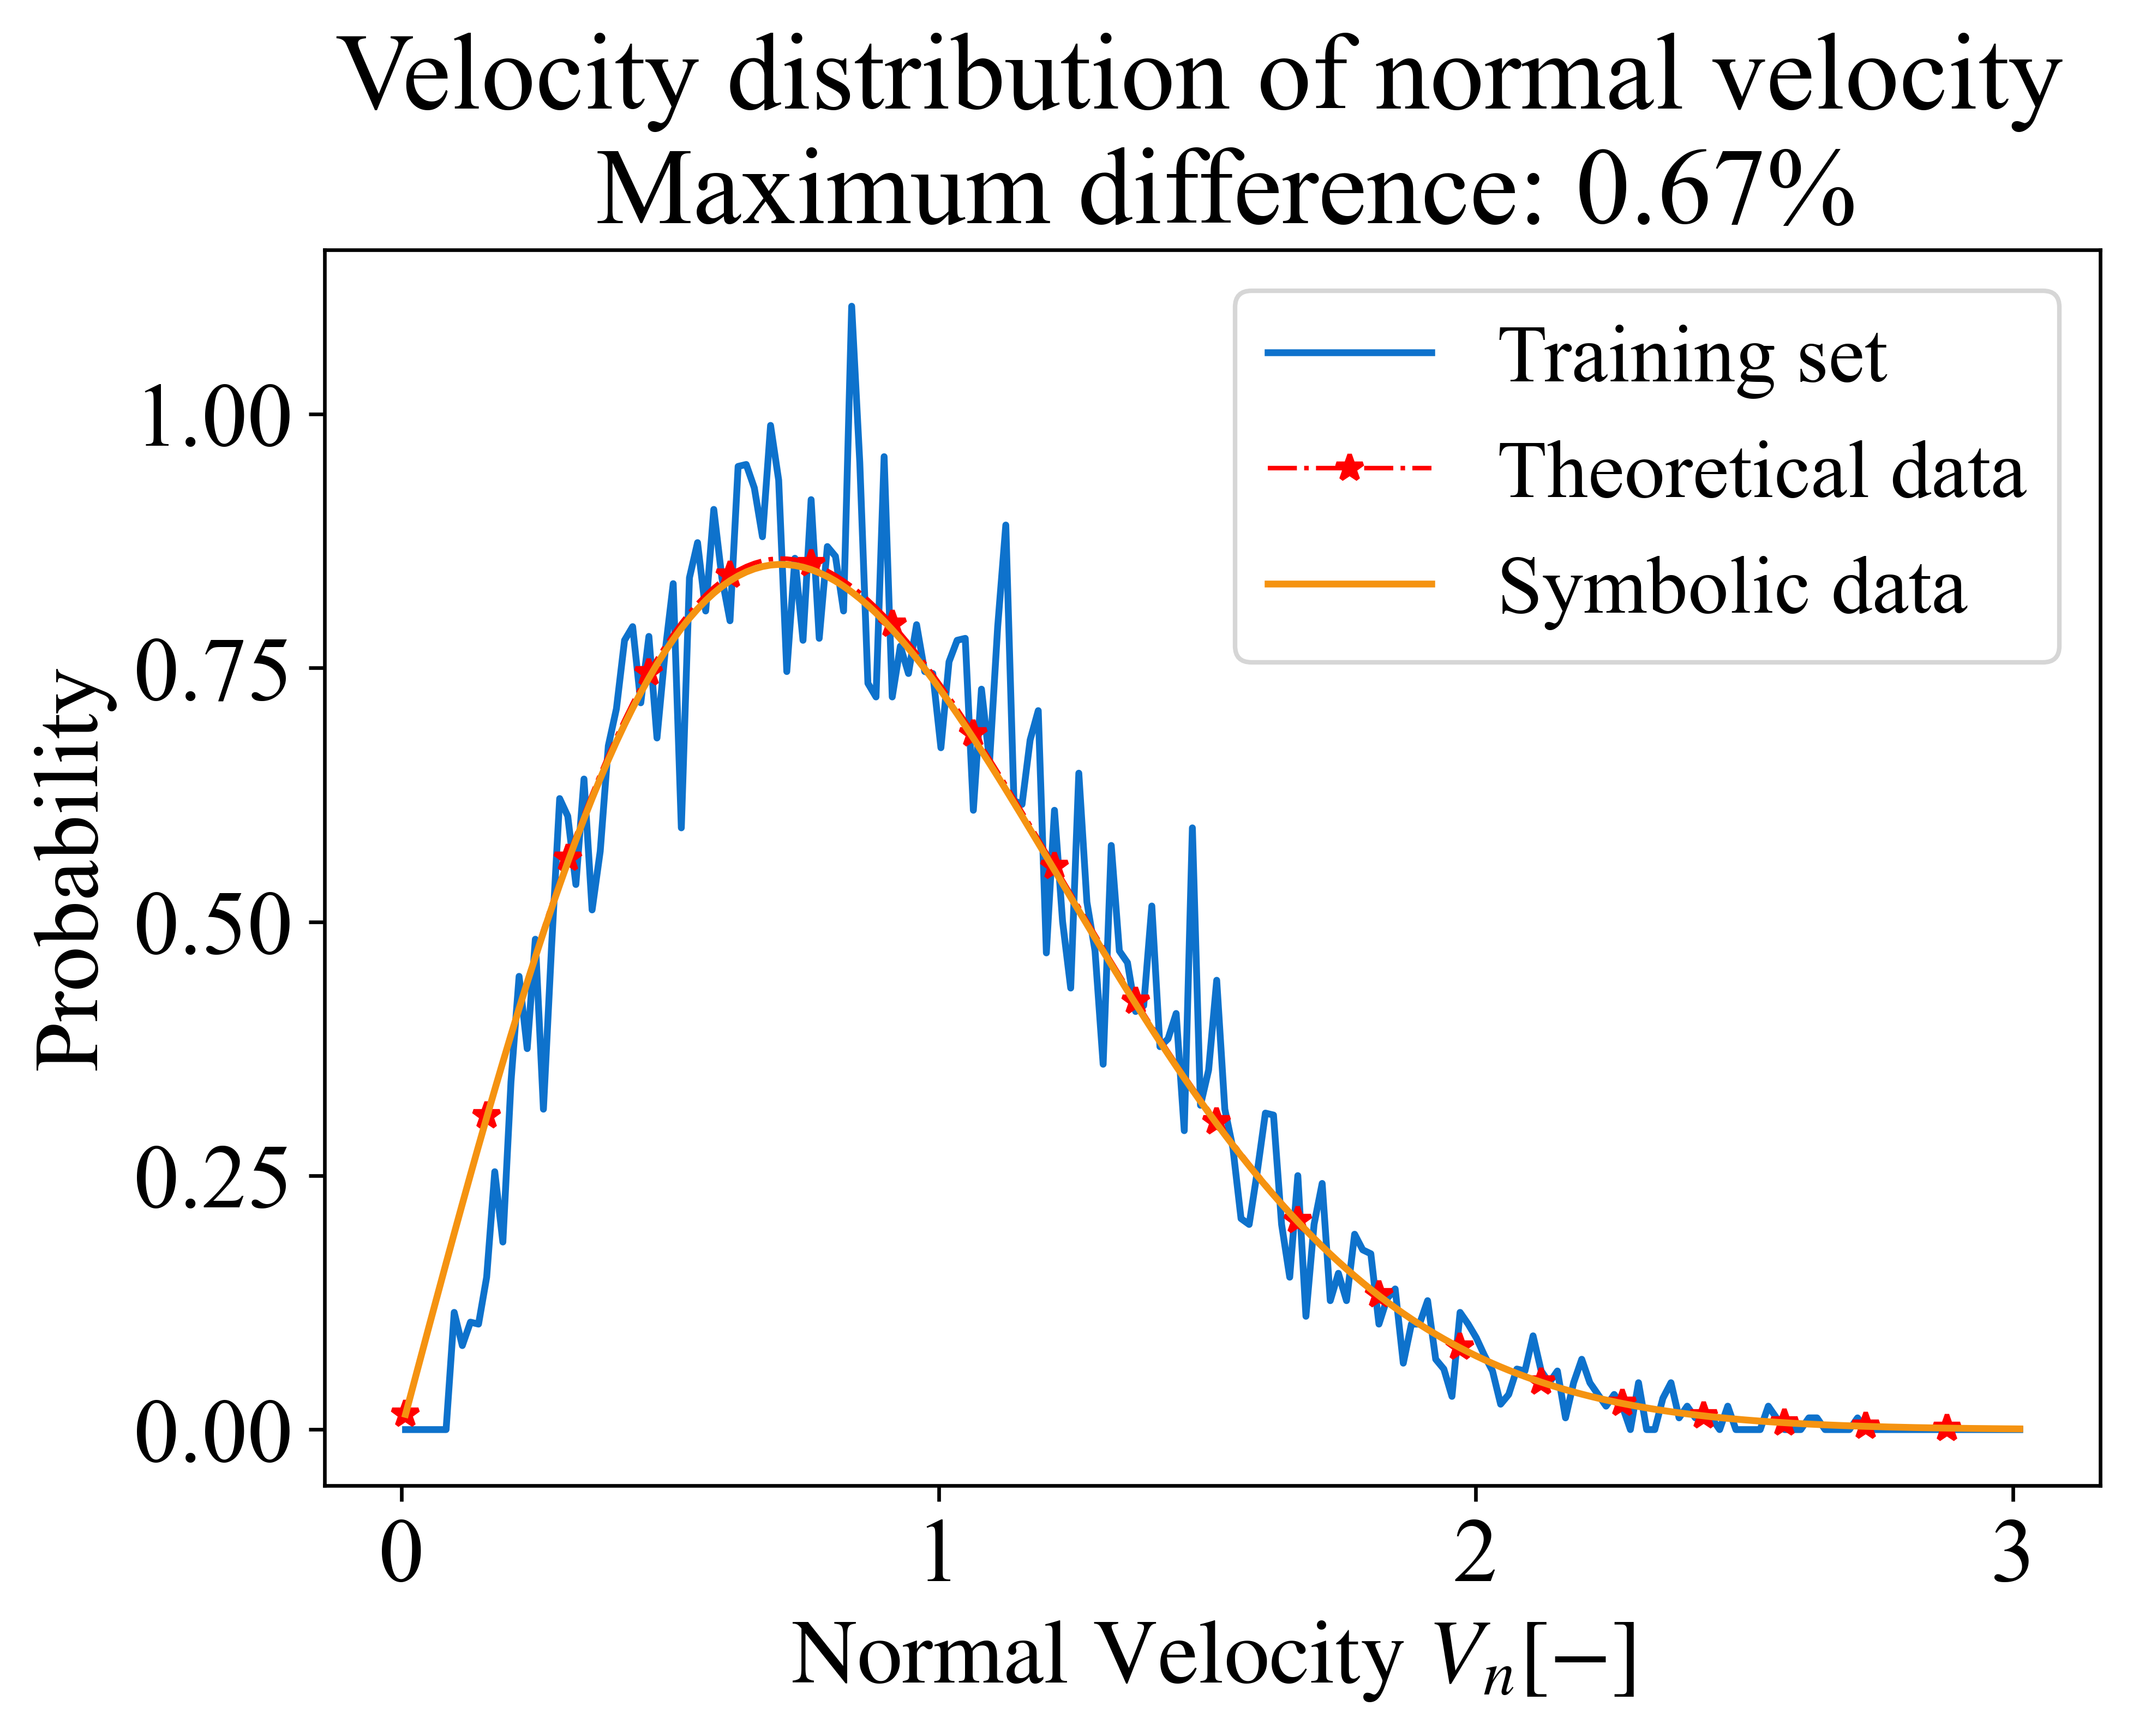 Velocity distribution of normal velocity
Maximum difference: 0.67%
Training set
Theoretical data
Symbolic data
Probability
1.00
0.75
0.50
0.25
0.00
0 1 2 3
Normal Velocity Vₙ[−]